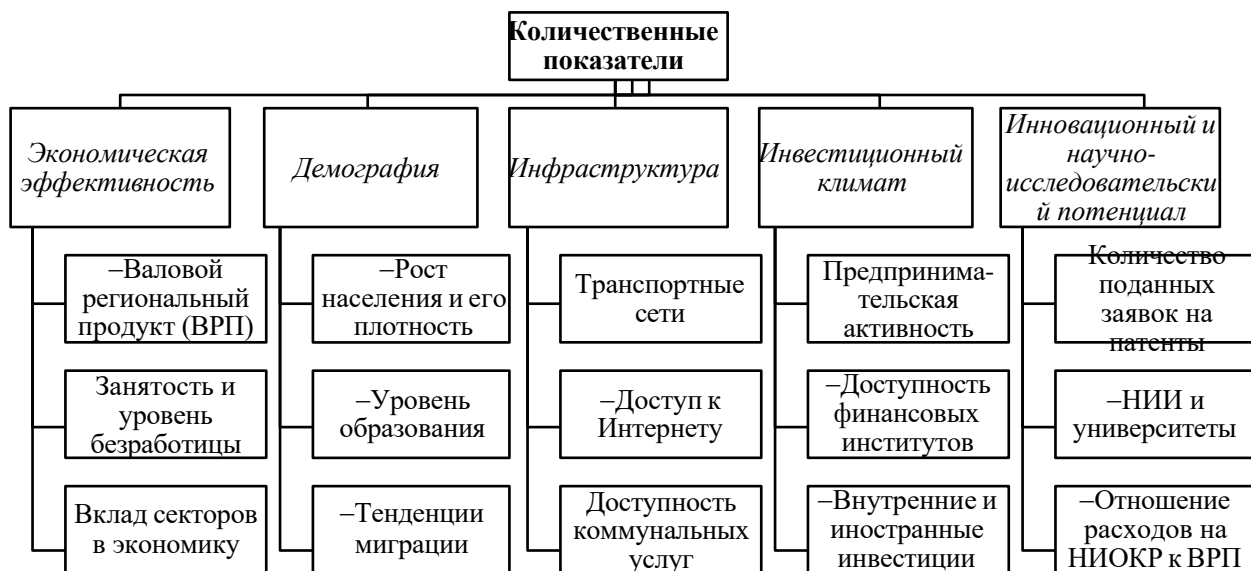 Количественные
показатели
Экономическая
эффективность
Демография
Инфраструктура
Инвестиционный
климат
Инновационный и
научно-
исследовательски
й потенциал
–Валовой
региональный
продукт (ВРП)
–Рост
населения и его
плотность
Транспортные
сети
Предпринима-
тельская
активность
Количество
поданных
заявок на
патенты
Занятость и
уровень
безработицы
–Уровень
образования
–Доступ к
Интернету
–Доступность
финансовых
институтов
–НИИ и
университеты
Вклад секторов
в экономику
–Тенденции
миграции
Доступность
коммунальных
услуг
–Внутренние и
иностранные
инвестиции
–Отношение
расходов на
НИОКР к ВРП